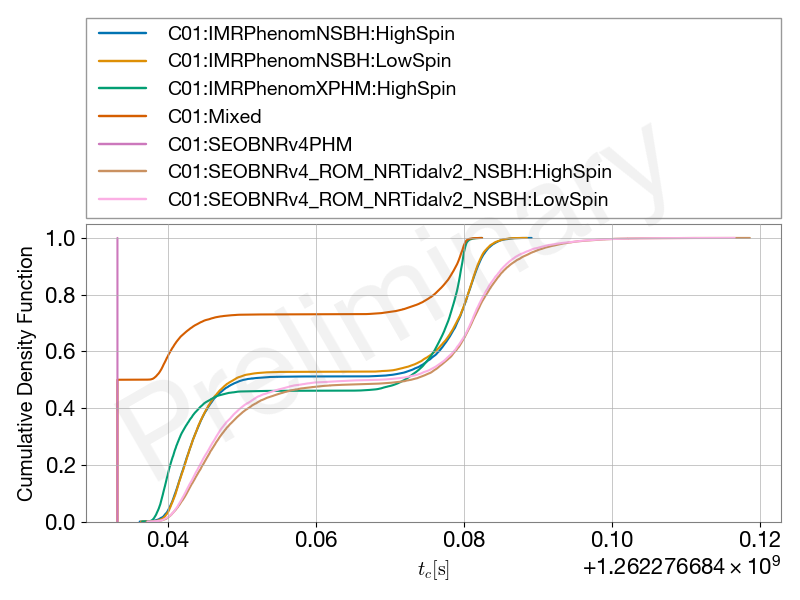 C01:IMRPhenomNSBH:HighSpin
C01:IMRPhenomNSBH:LowSpin
C01:IMRPhenomXPHM:HighSpin
C01:Mixed
C01:SEOBNRv4PHM
C01:SEOBNRv4_ROM_NRTidalv2_NSBH:HighSpin
C01:SEOBNRv4_ROM_NRTidalv2_NSBH:LowSpin
Preliminary
Cumulative Density Function
1.0
0.8
0.6
0.4
0.2
0.0
0.04 0.06 0.08 0.10 0.12
t_c[s]
+1.262276684 × 10⁹